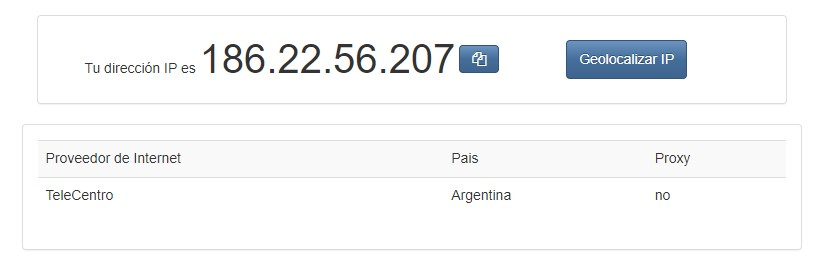 Tu dirección IP es 186.22.56.207 Geolocalizar IP
Proveedor de Internet Pais Proxy
TeleCentro Argentina no